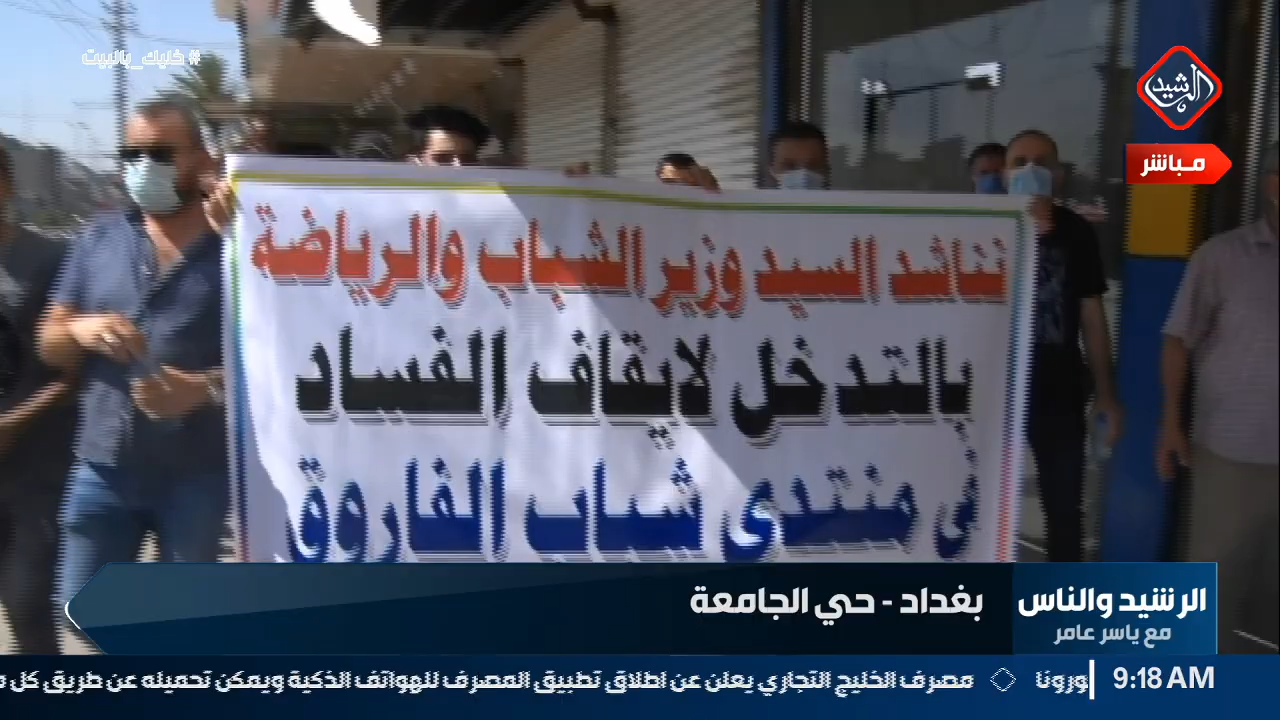 # خليك_بالبيت
الرشيد
مباشر
نناشد السيد وزير الشباب والرياضة
بالتدخل لايقاف الفساد
في منتدى شباب الفاروق
الرشيد والناس
مع ياسر عامر
بغداد - حي الجامعة
9:18 AM
ورونا ◇ مصرف الخليج التجاري يعلن عن اطلاق تطبيق المصرف للهواتف الذكية ويمكن تحميله عن طريق كل م